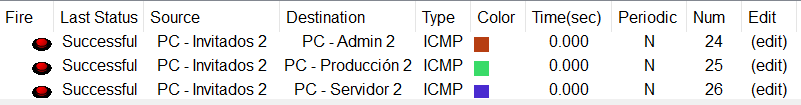 Fire Last Status Source Destination Type Color Time(sec) Periodic Num Edit
Successful PC - Invitados 2 PC - Admin 2 ICMP 0.000 N 24 (edit)
Successful PC - Invitados 2 PC - Producción 2 ICMP 0.000 N 25 (edit)
Successful PC - Invitados 2 PC - Servidor 2 ICMP 0.000 N 26 (edit)